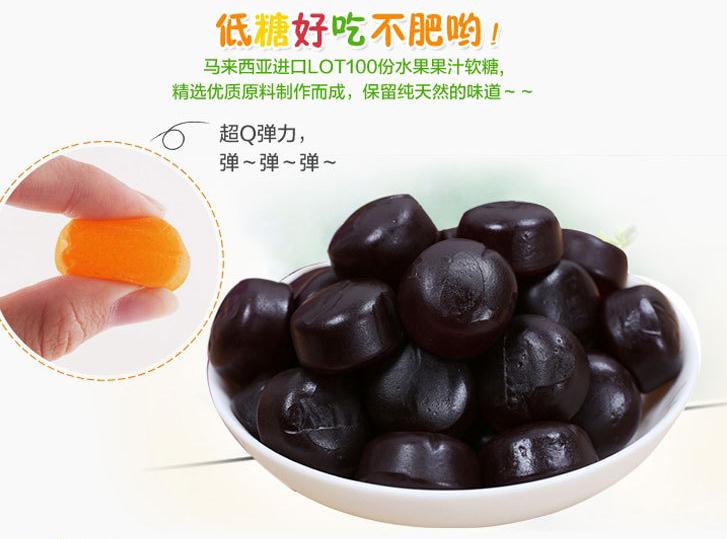 低糖好吃不肥哟！
马来西亚进口LOT100份水果果汁软糖，
精选优质原料制作而成，保留纯天然的味道～～
超Q弹力，
弹～弹～弹～